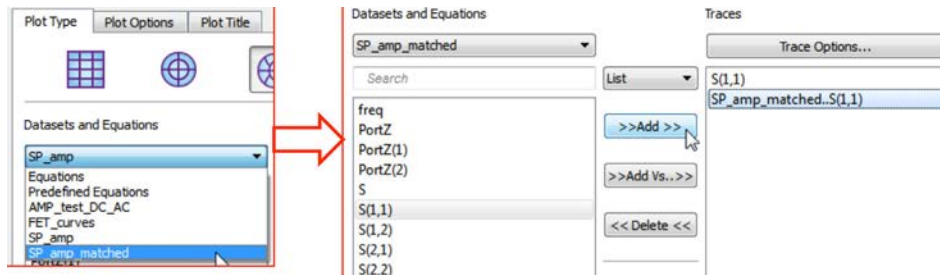 Plot Type
Plot Options
Plot Title
Datasets and Equations
SP_amp
Equations
Predefined Equations
AMP_test_DC_AC
FET_curves
SP_amp
SP_amp_matched
Datasets and Equations
SP_amp_matched
Search
List
freq
PortZ
PortZ(1)
PortZ(2)
S
S(1,1)
S(1,2)
S(2,1)
S(2,2)
>>Add >>
>>Add Vs..>>
<< Delete <<
Traces
Trace Options...
S(1,1)
SP_amp_matched..S(1,1)